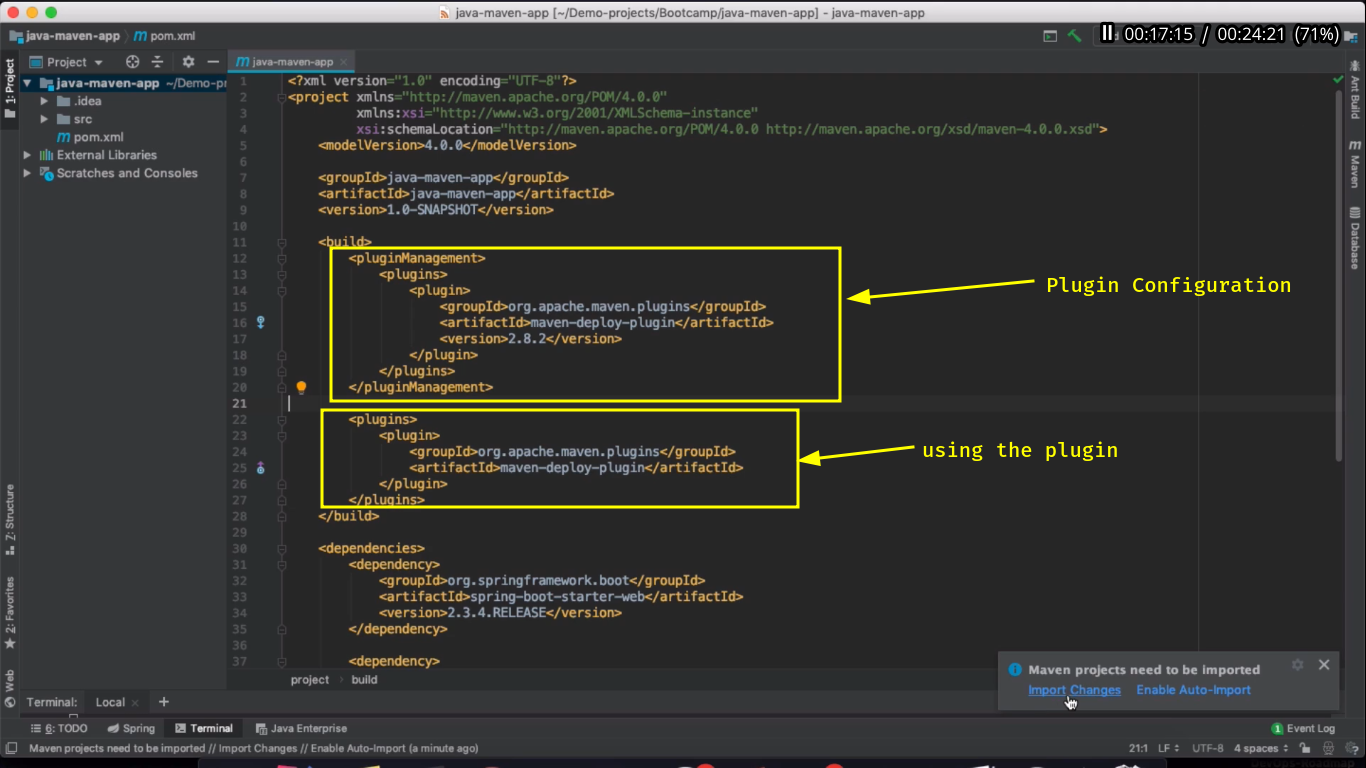 java-maven-app [~/Demo-projects/Bootcamp/java-maven-app] - java-maven-app
java-maven-app
pom.xml
00:17:15 / 00:24:21 (71%)
1: Project
Project
java-maven-app ~/Demo-pr
.idea
src
pom.xml
External Libraries
Scratches and Consoles
java-maven-app
1 <?xml version="1.0" encoding="UTF-8"?>
2 <project xmlns="http://maven.apache.org/POM/4.0.0"
3 xmlns:xsi="http://www.w3.org/2001/XMLSchema-instance"
4 xsi:schemaLocation="http://maven.apache.org/POM/4.0.0 http://maven.apache.org/xsd/maven-4.0.0.xsd">
5 <modelVersion>4.0.0</modelVersion>
6
7 <groupId>java-maven-app</groupId>
8 <artifactId>java-maven-app</artifactId>
9 <version>1.0-SNAPSHOT</version>
10
11 <build>
12 <pluginManagement>
13 <plugins>
14 <plugin>
15 <groupId>org.apache.maven.plugins</groupId>
16 <artifactId>maven-deploy-plugin</artifactId>
17 <version>2.8.2</version>
18 </plugin>
19 </plugins>
20 </pluginManagement>
21
22 <plugins>
23 <plugin>
24 <groupId>org.apache.maven.plugins</groupId>
25 <artifactId>maven-deploy-plugin</artifactId>
26 </plugin>
27 </plugins>
28 </build>
29
30 <dependencies>
31 <dependency>
32 <groupId>org.springframework.boot</groupId>
33 <artifactId>spring-boot-starter-web</artifactId>
34 <version>2.3.4.RELEASE</version>
35 </dependency>
36
37 <dependency>
Plugin Configuration
using the plugin
Ant Build
Maven
Database
Z: Structure
2: Favorites
Web
project
build
Maven projects need to be imported
Import Changes Enable Auto-Import
Terminal: Local × +
6: TODO Spring Terminal Java Enterprise
1 Event Log
Maven projects need to be imported // Import Changes // Enable Auto-Import (a minute ago)
21:1 LF UTF-8 4 spaces